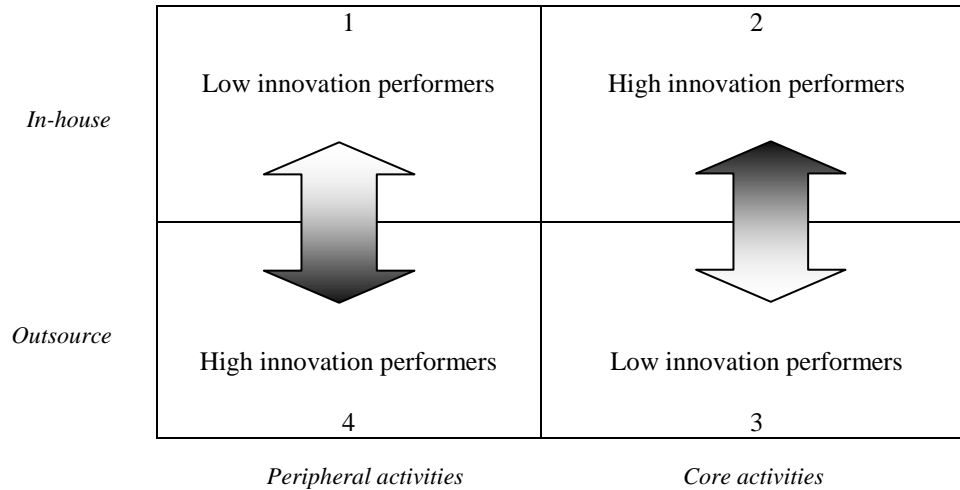 1
2
Low innovation performers
High innovation performers
In-house
Outsource
High innovation performers
Low innovation performers
4
3
Peripheral activities
Core activities